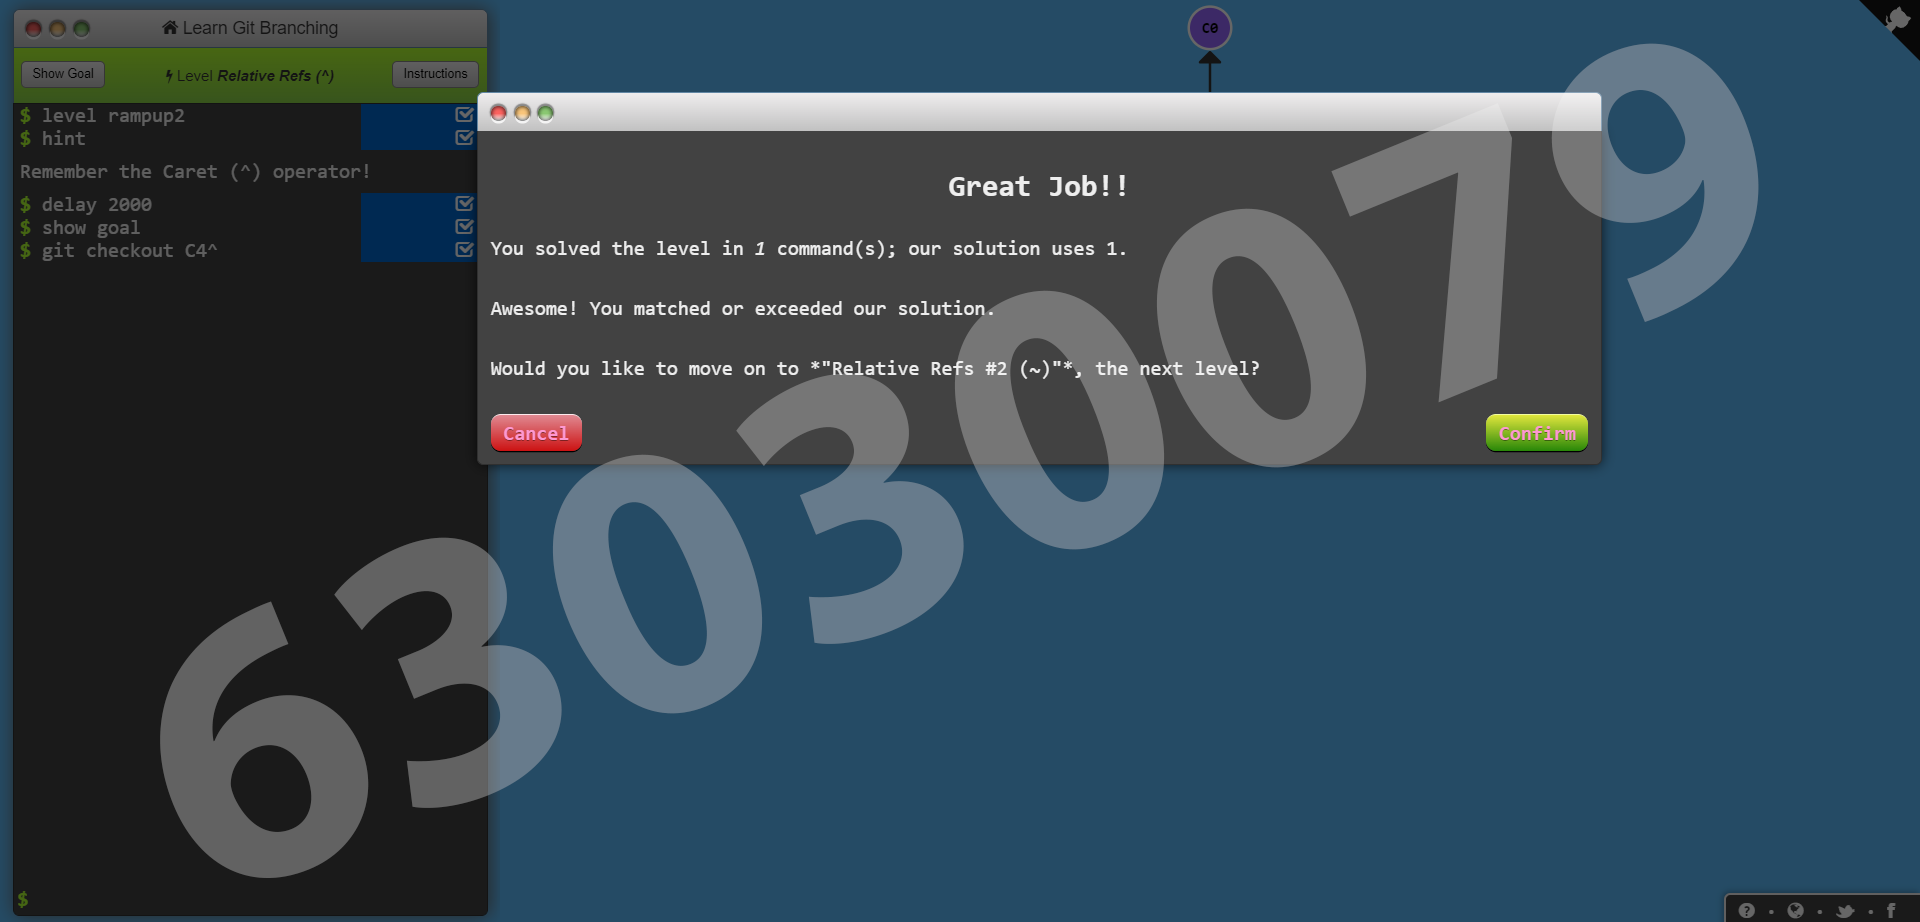 Learn Git Branching
Show Goal
Level Relative Refs (^)
Instructions
$ level rampup2
$ hint
Remember the Caret (^) operator!
$ delay 2000
$ show goal
$ git checkout C4^
$
C0
Great Job!!
You solved the level in 1 command(s); our solution uses 1.
Awesome! You matched or exceeded our solution.
Would you like to move on to *"Relative Refs #2 (~)"*, the next level?
Cancel
Confirm
6303030079